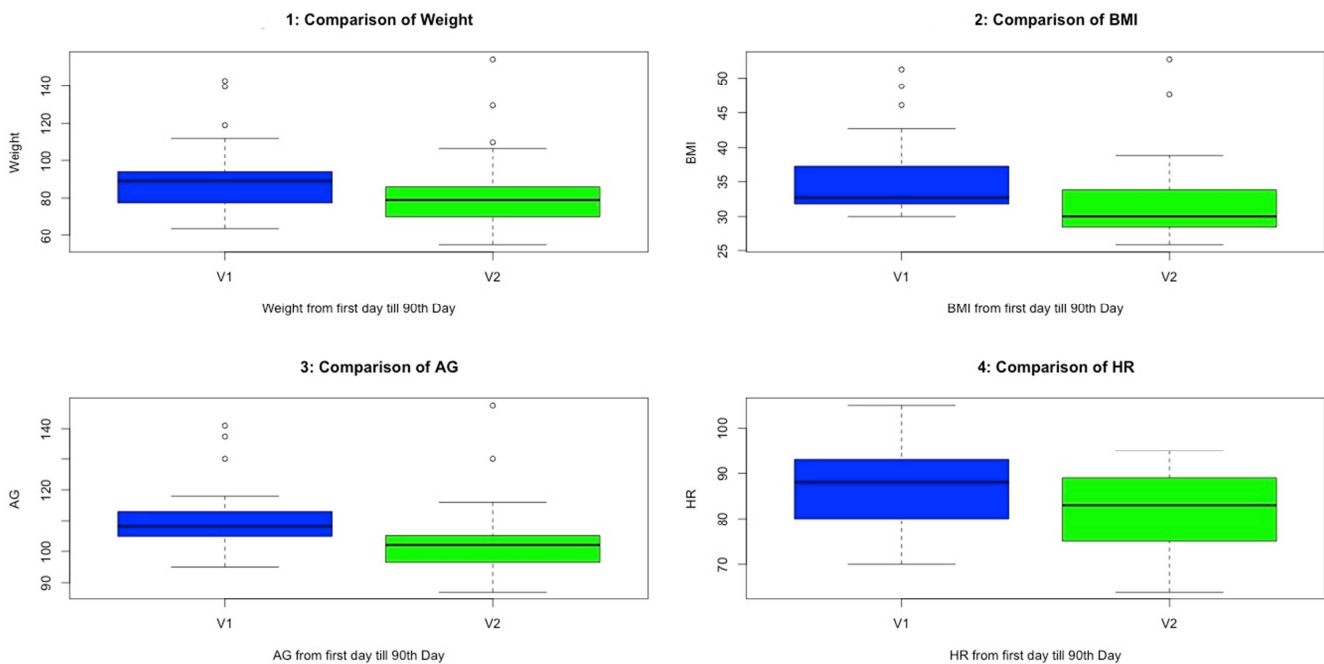 1: Comparison of Weight
Weight
140
120
100
80
60
V1
V2
Weight from first day till 90th Day
2: Comparison of BMI
BMI
50
45
40
35
30
25
V1
V2
BMI from first day till 90th Day
3: Comparison of AG
AG
140
120
100
90
V1
V2
AG from first day till 90th Day
4: Comparison of HR
HR
100
90
80
70
V1
V2
HR from first day till 90th Day